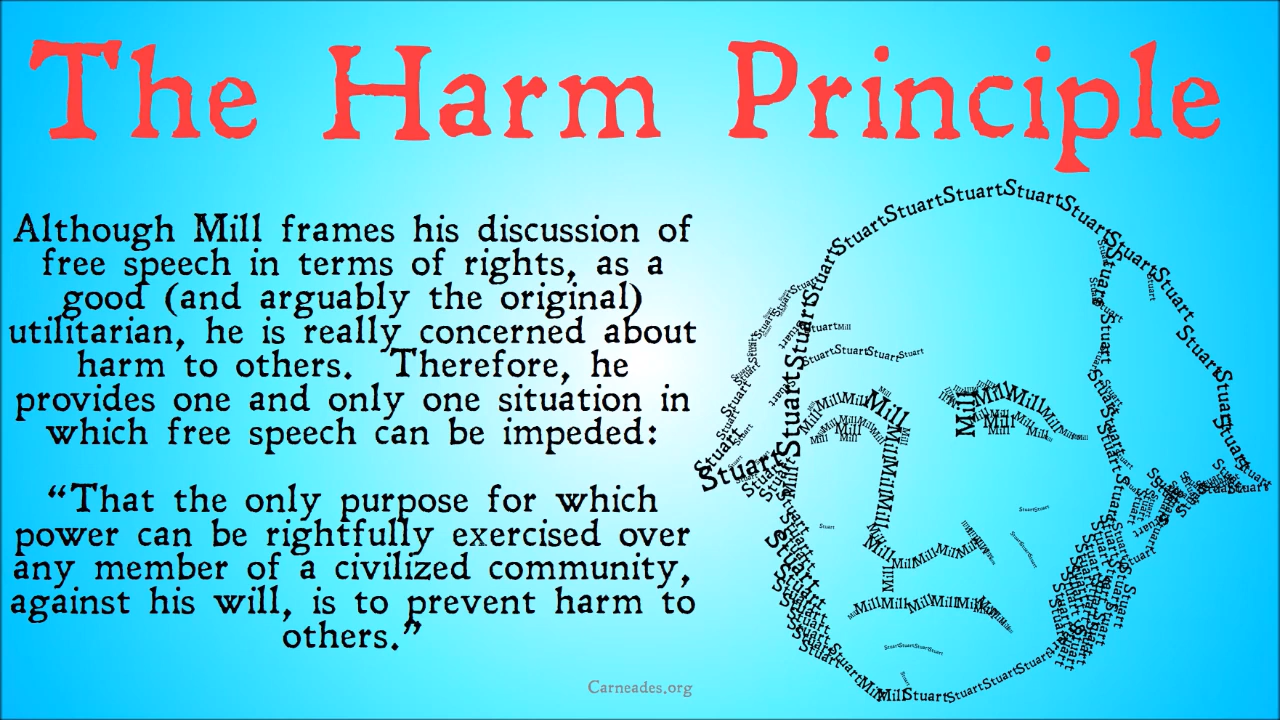 The Harm Principle
Although Mill frames his discussion of
free speech in terms of rights, as a
good (and arguably the original)
utilitarian, he is really concerned about
harm to others.  Therefore, he
provides one and only one situation in
which free speech can be impeded:
“That the only purpose for which
power can be rightfully exercised over
any member of a civilized community,
against his will, is to prevent harm to
others.”
Carneades.org